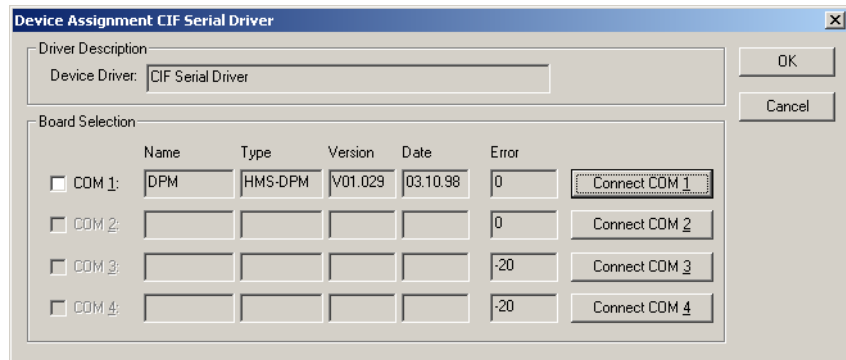 Device Assignment CIF Serial Driver
Driver Description
Device Driver: CIF Serial Driver
OK
Cancel
Board Selection
Name Type Version Date Error
COM 1: DPM HMS-DPM V01.029 03.10.98 0 Connect COM 1
COM 2: 0 Connect COM 2
COM 3: -20 Connect COM 3
COM 4: -20 Connect COM 4